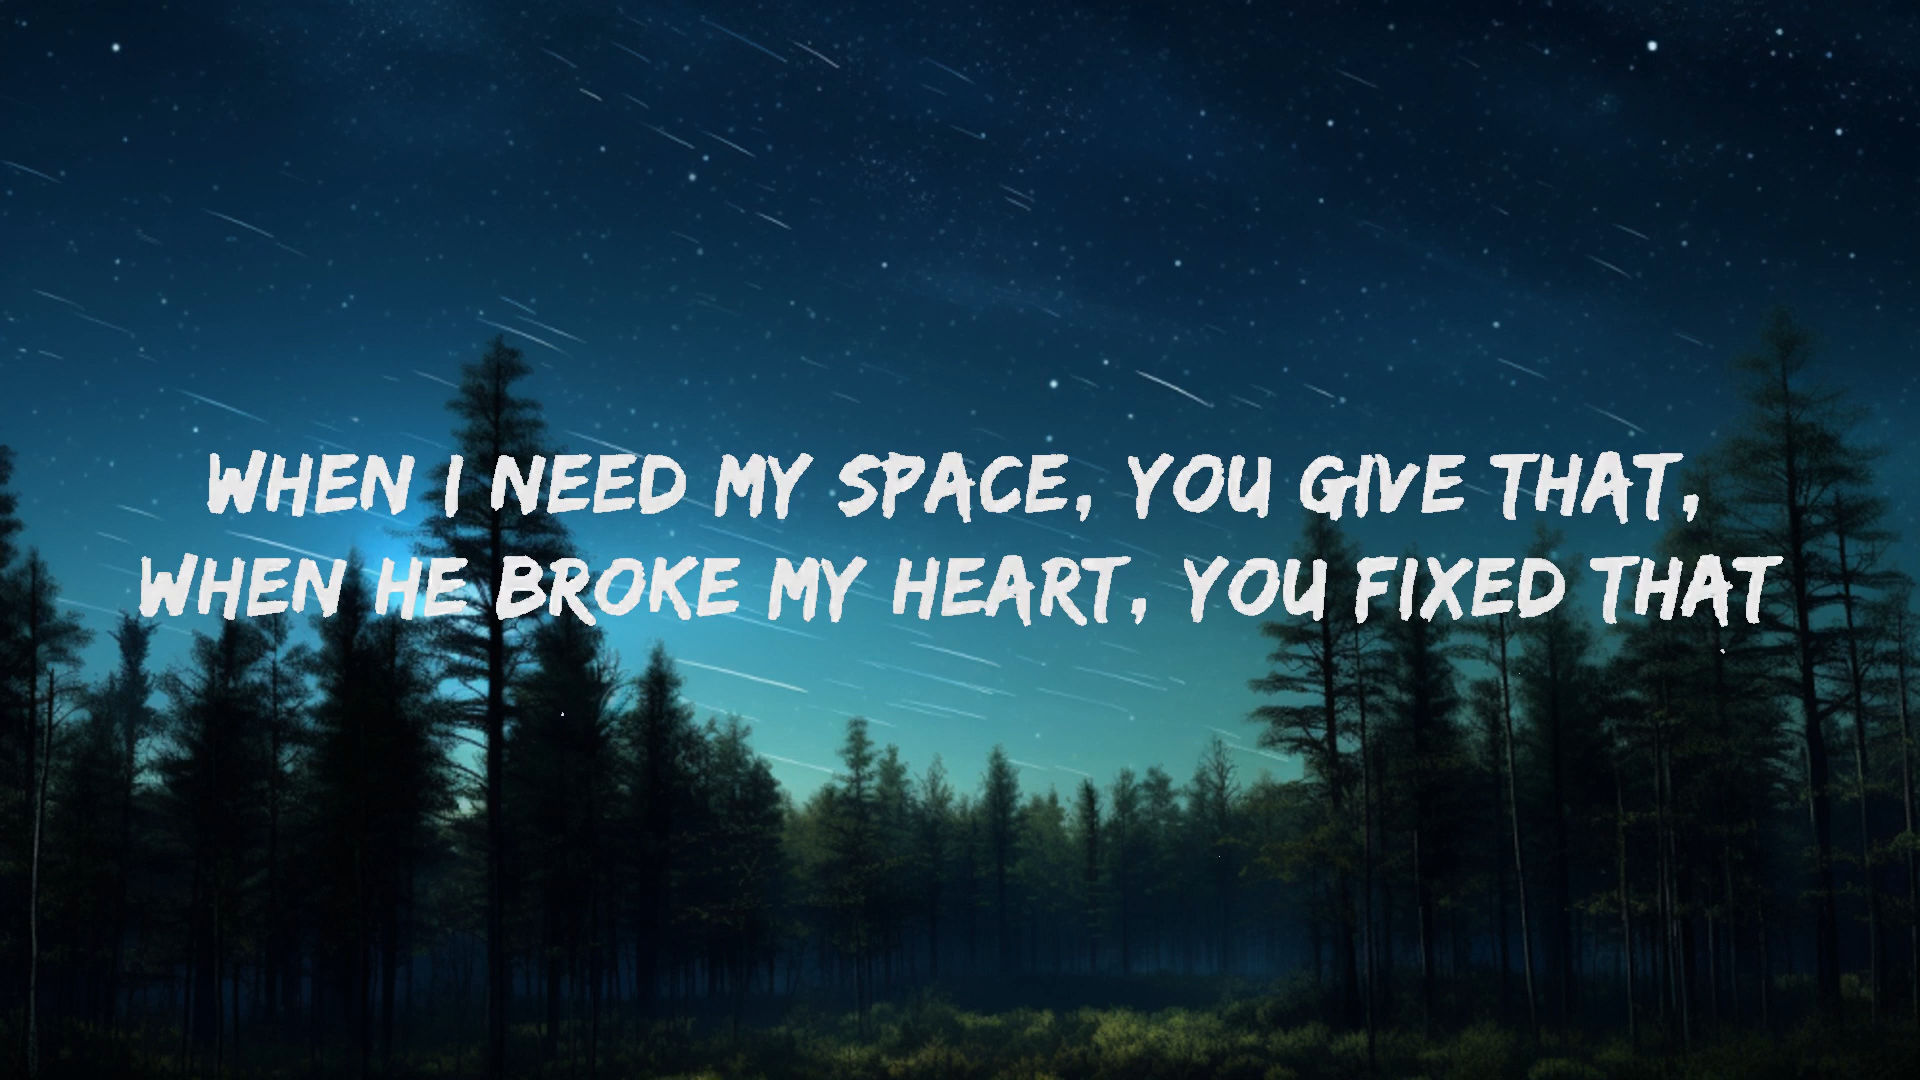 WHEN I NEED MY SPACE, YOU GIVE THAT,
WHEN HE BROKE MY HEART, YOU FIXED THAT